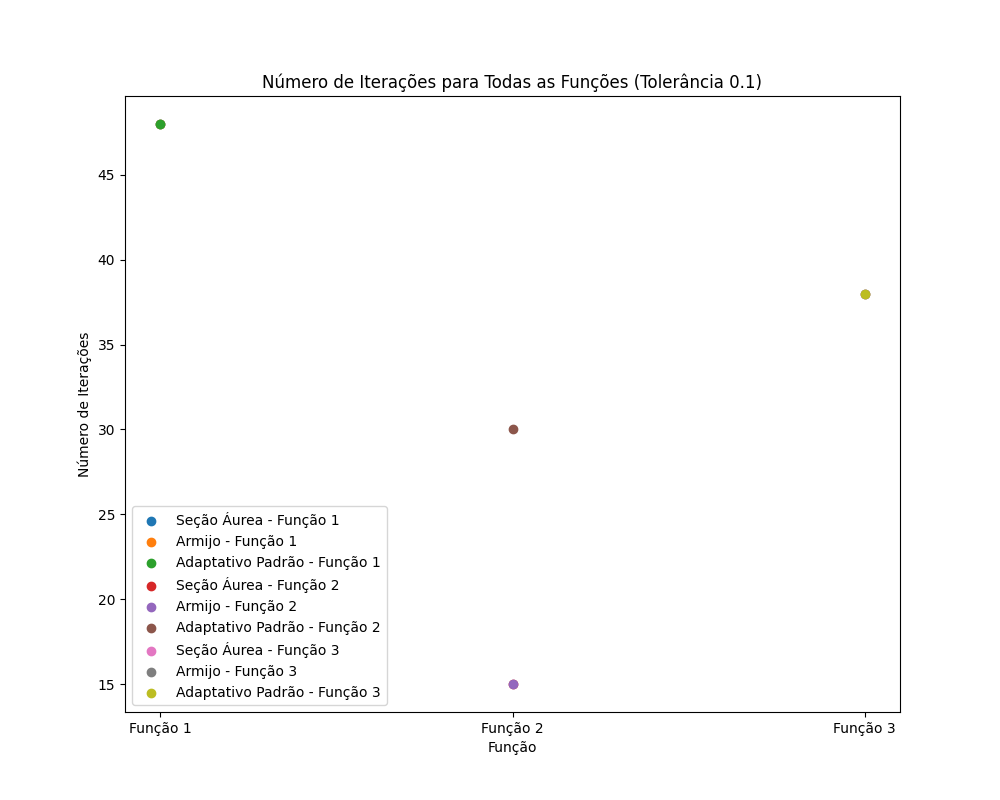 Número de Iterações para Todas as Funções (Tolerância 0.1)
45
40
35
30
25
20
15
Número de Iterações
Seção Áurea - Função 1
Armijo - Função 1
Adaptativo Padrão - Função 1
Seção Áurea - Função 2
Armijo - Função 2
Adaptativo Padrão - Função 2
Seção Áurea - Função 3
Armijo - Função 3
Adaptativo Padrão - Função 3
Função 1 Função 2 Função 3
Função